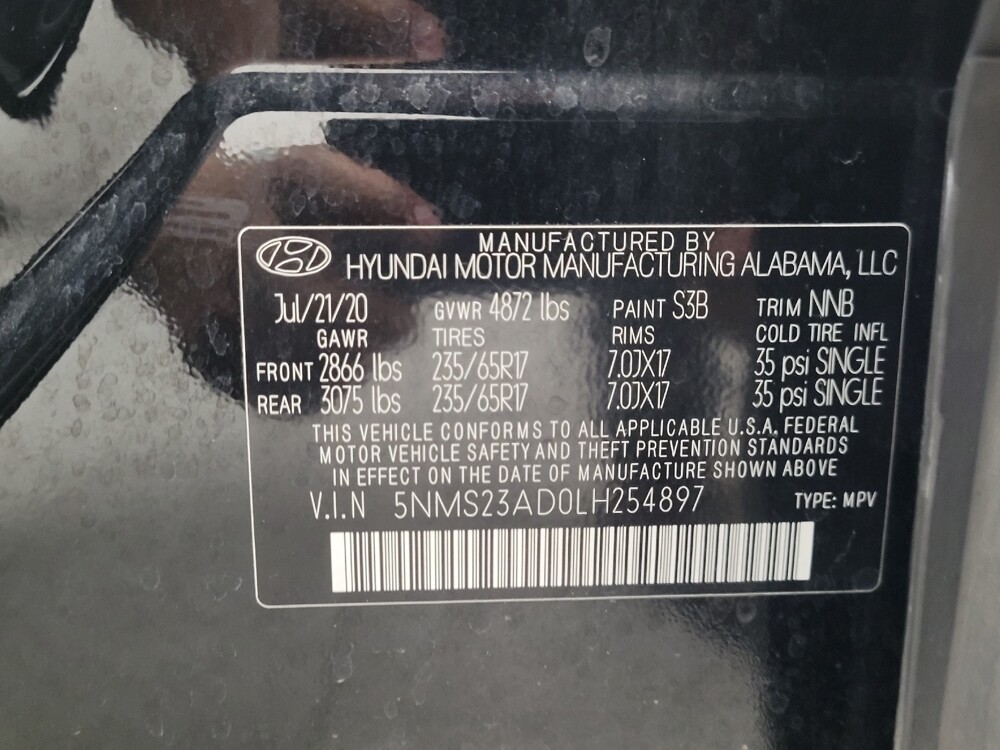 MANUFACTURED BY
HYUNDAI MOTOR MANUFACTURING ALABAMA, LLC
Jul/21/20 GVWR 4872 lbs PAINT S3B TRIM NNB
GAWR TIRES RIMS COLD TIRE INFL
FRONT 2866 lbs 235/65R17 7.0JX17 35 psi SINGLE
REAR 3075 lbs 235/65R17 7.0JX17 35 psi SINGLE
THIS VEHICLE CONFORMS TO ALL APPLICABLE U.S.A. FEDERAL
MOTOR VEHICLE SAFETY AND THEFT PREVENTION STANDARDS
IN EFFECT ON THE DATE OF MANUFACTURE SHOWN ABOVE
V.I.N 5NMS23AD0LH254897 TYPE: MPV